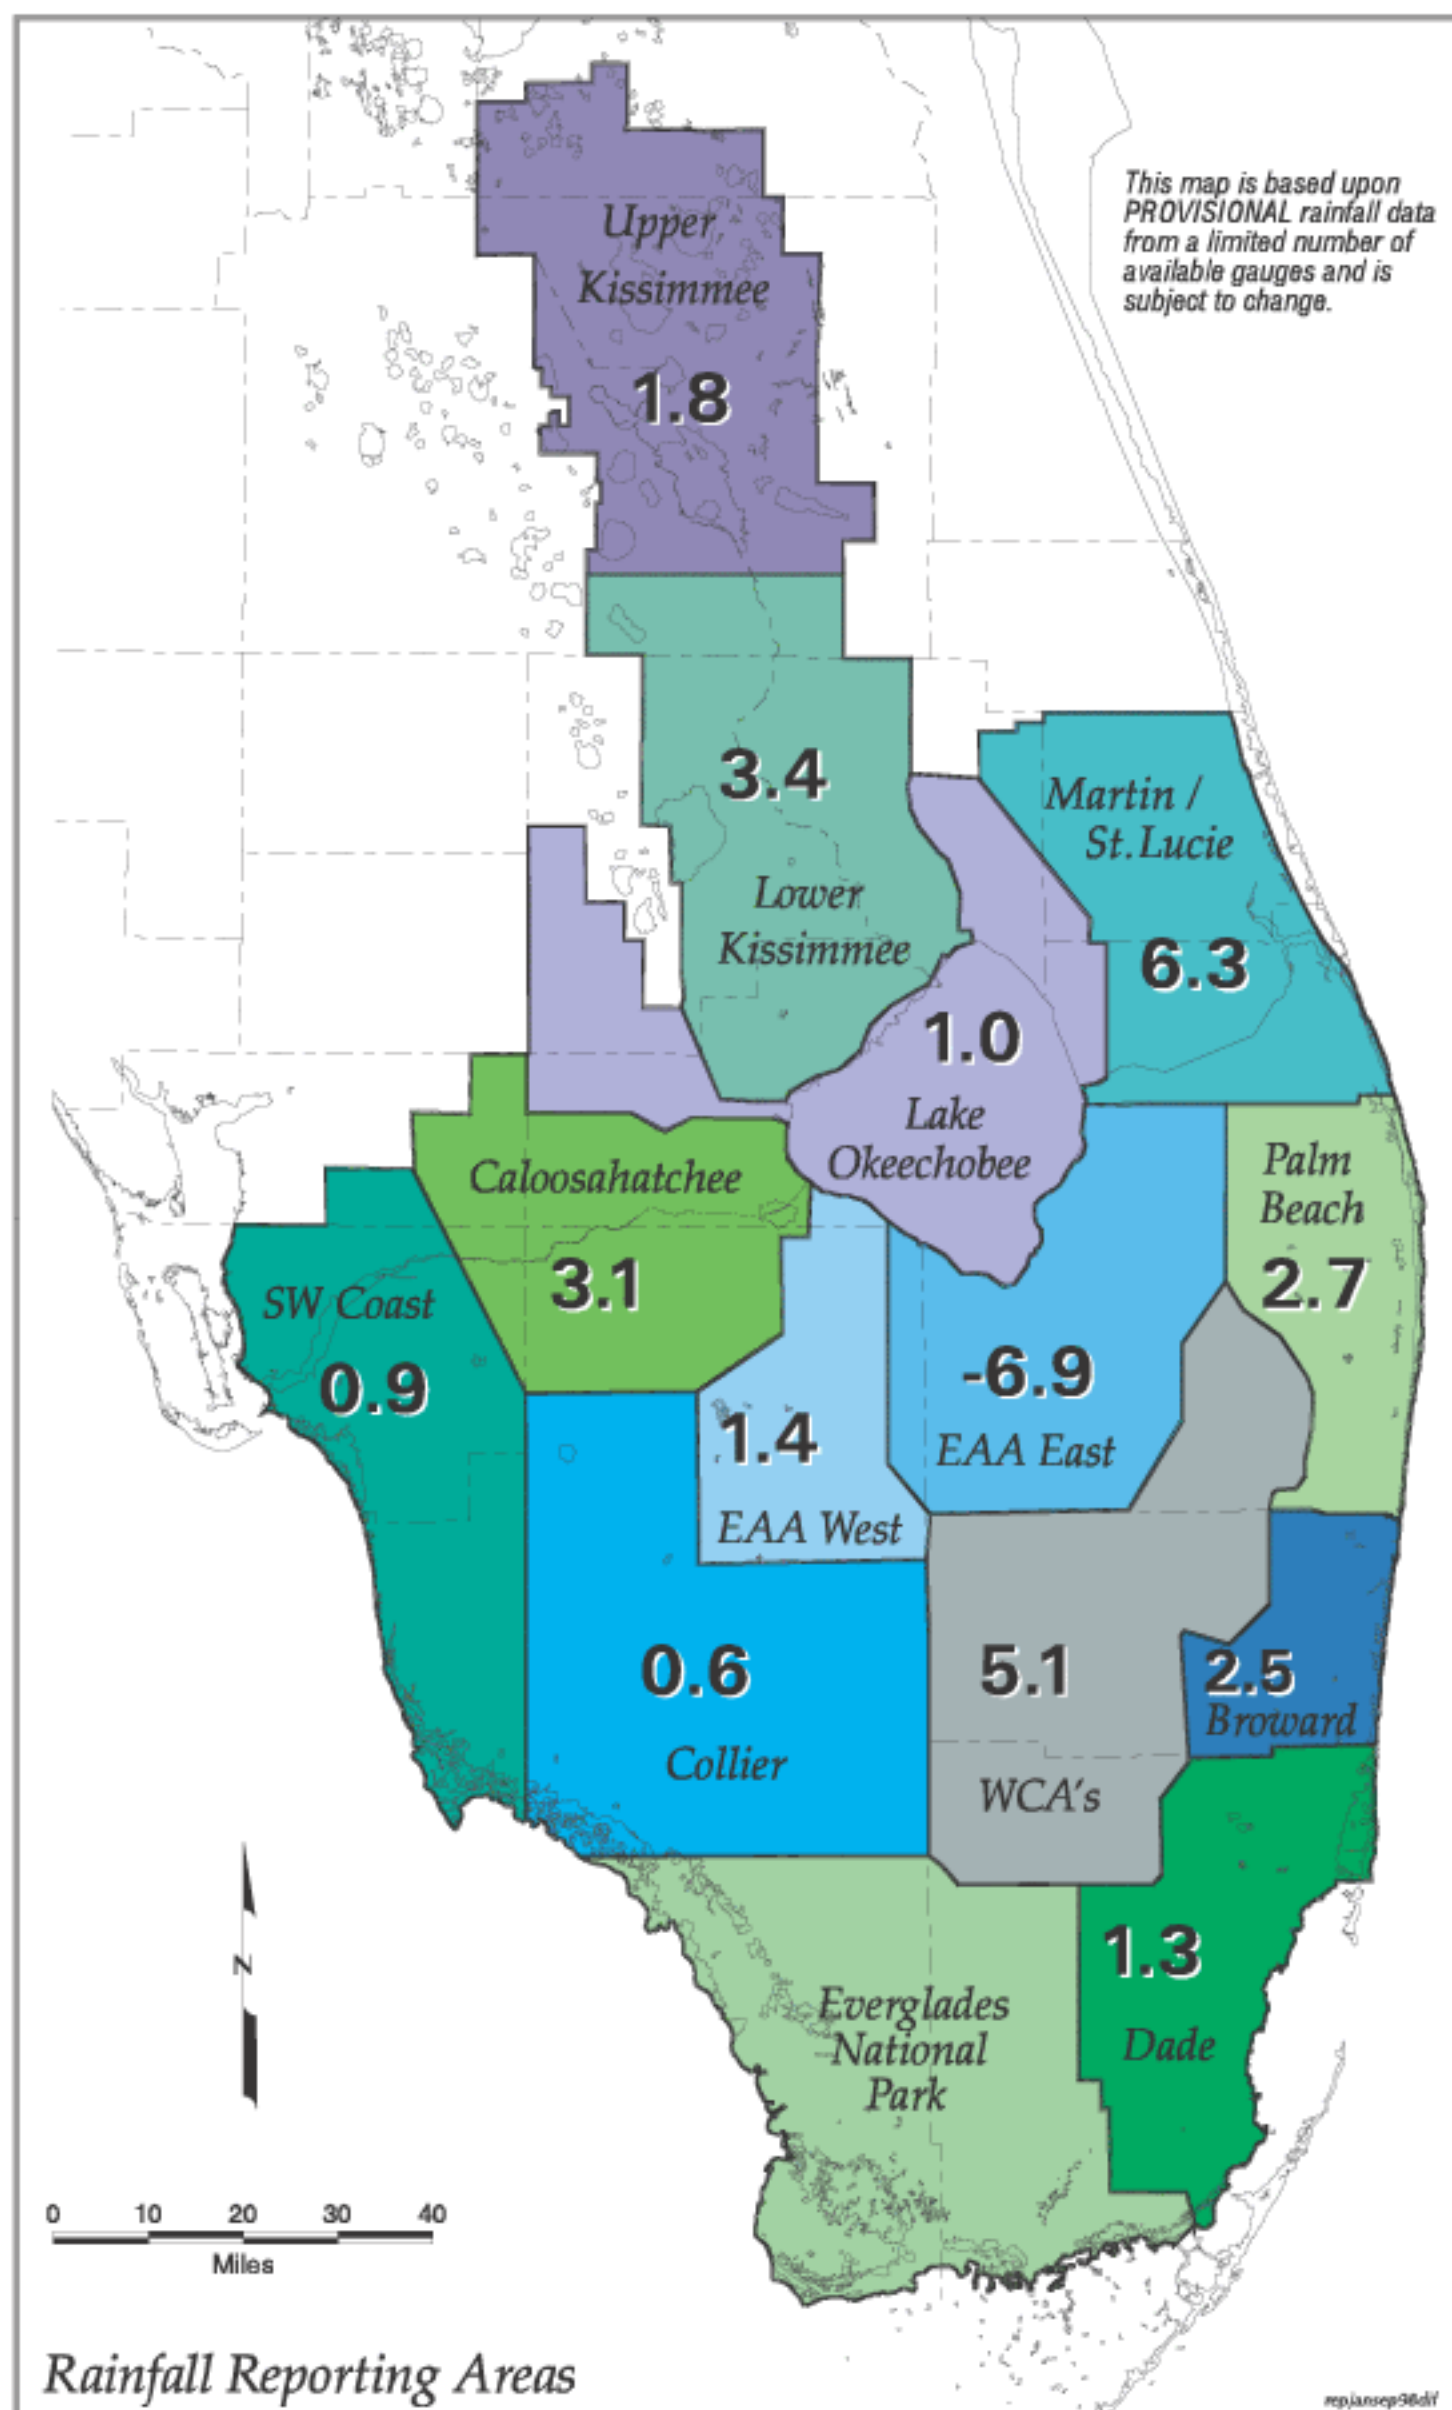 This map is based upon
PROVISIONAL rainfall data
from a limited number of
available gauges and is
subject to change.
Upper
Kissimmee
1.8
3.4
Lower
Kissimmee
Martin /
St. Lucie
6.3
1.0
Lake
Okeechobee
Caloosahatchee
3.1
Palm
Beach
2.7
SW Coast
0.9
-6.9
EAA East
1.4
EAA West
0.6
Collier
5.1
WCA's
2.5
Broward
1.3
Dade
Everglades
National
Park
N
0 10 20 30 40
Miles
Rainfall Reporting Areas
repjansep98dif